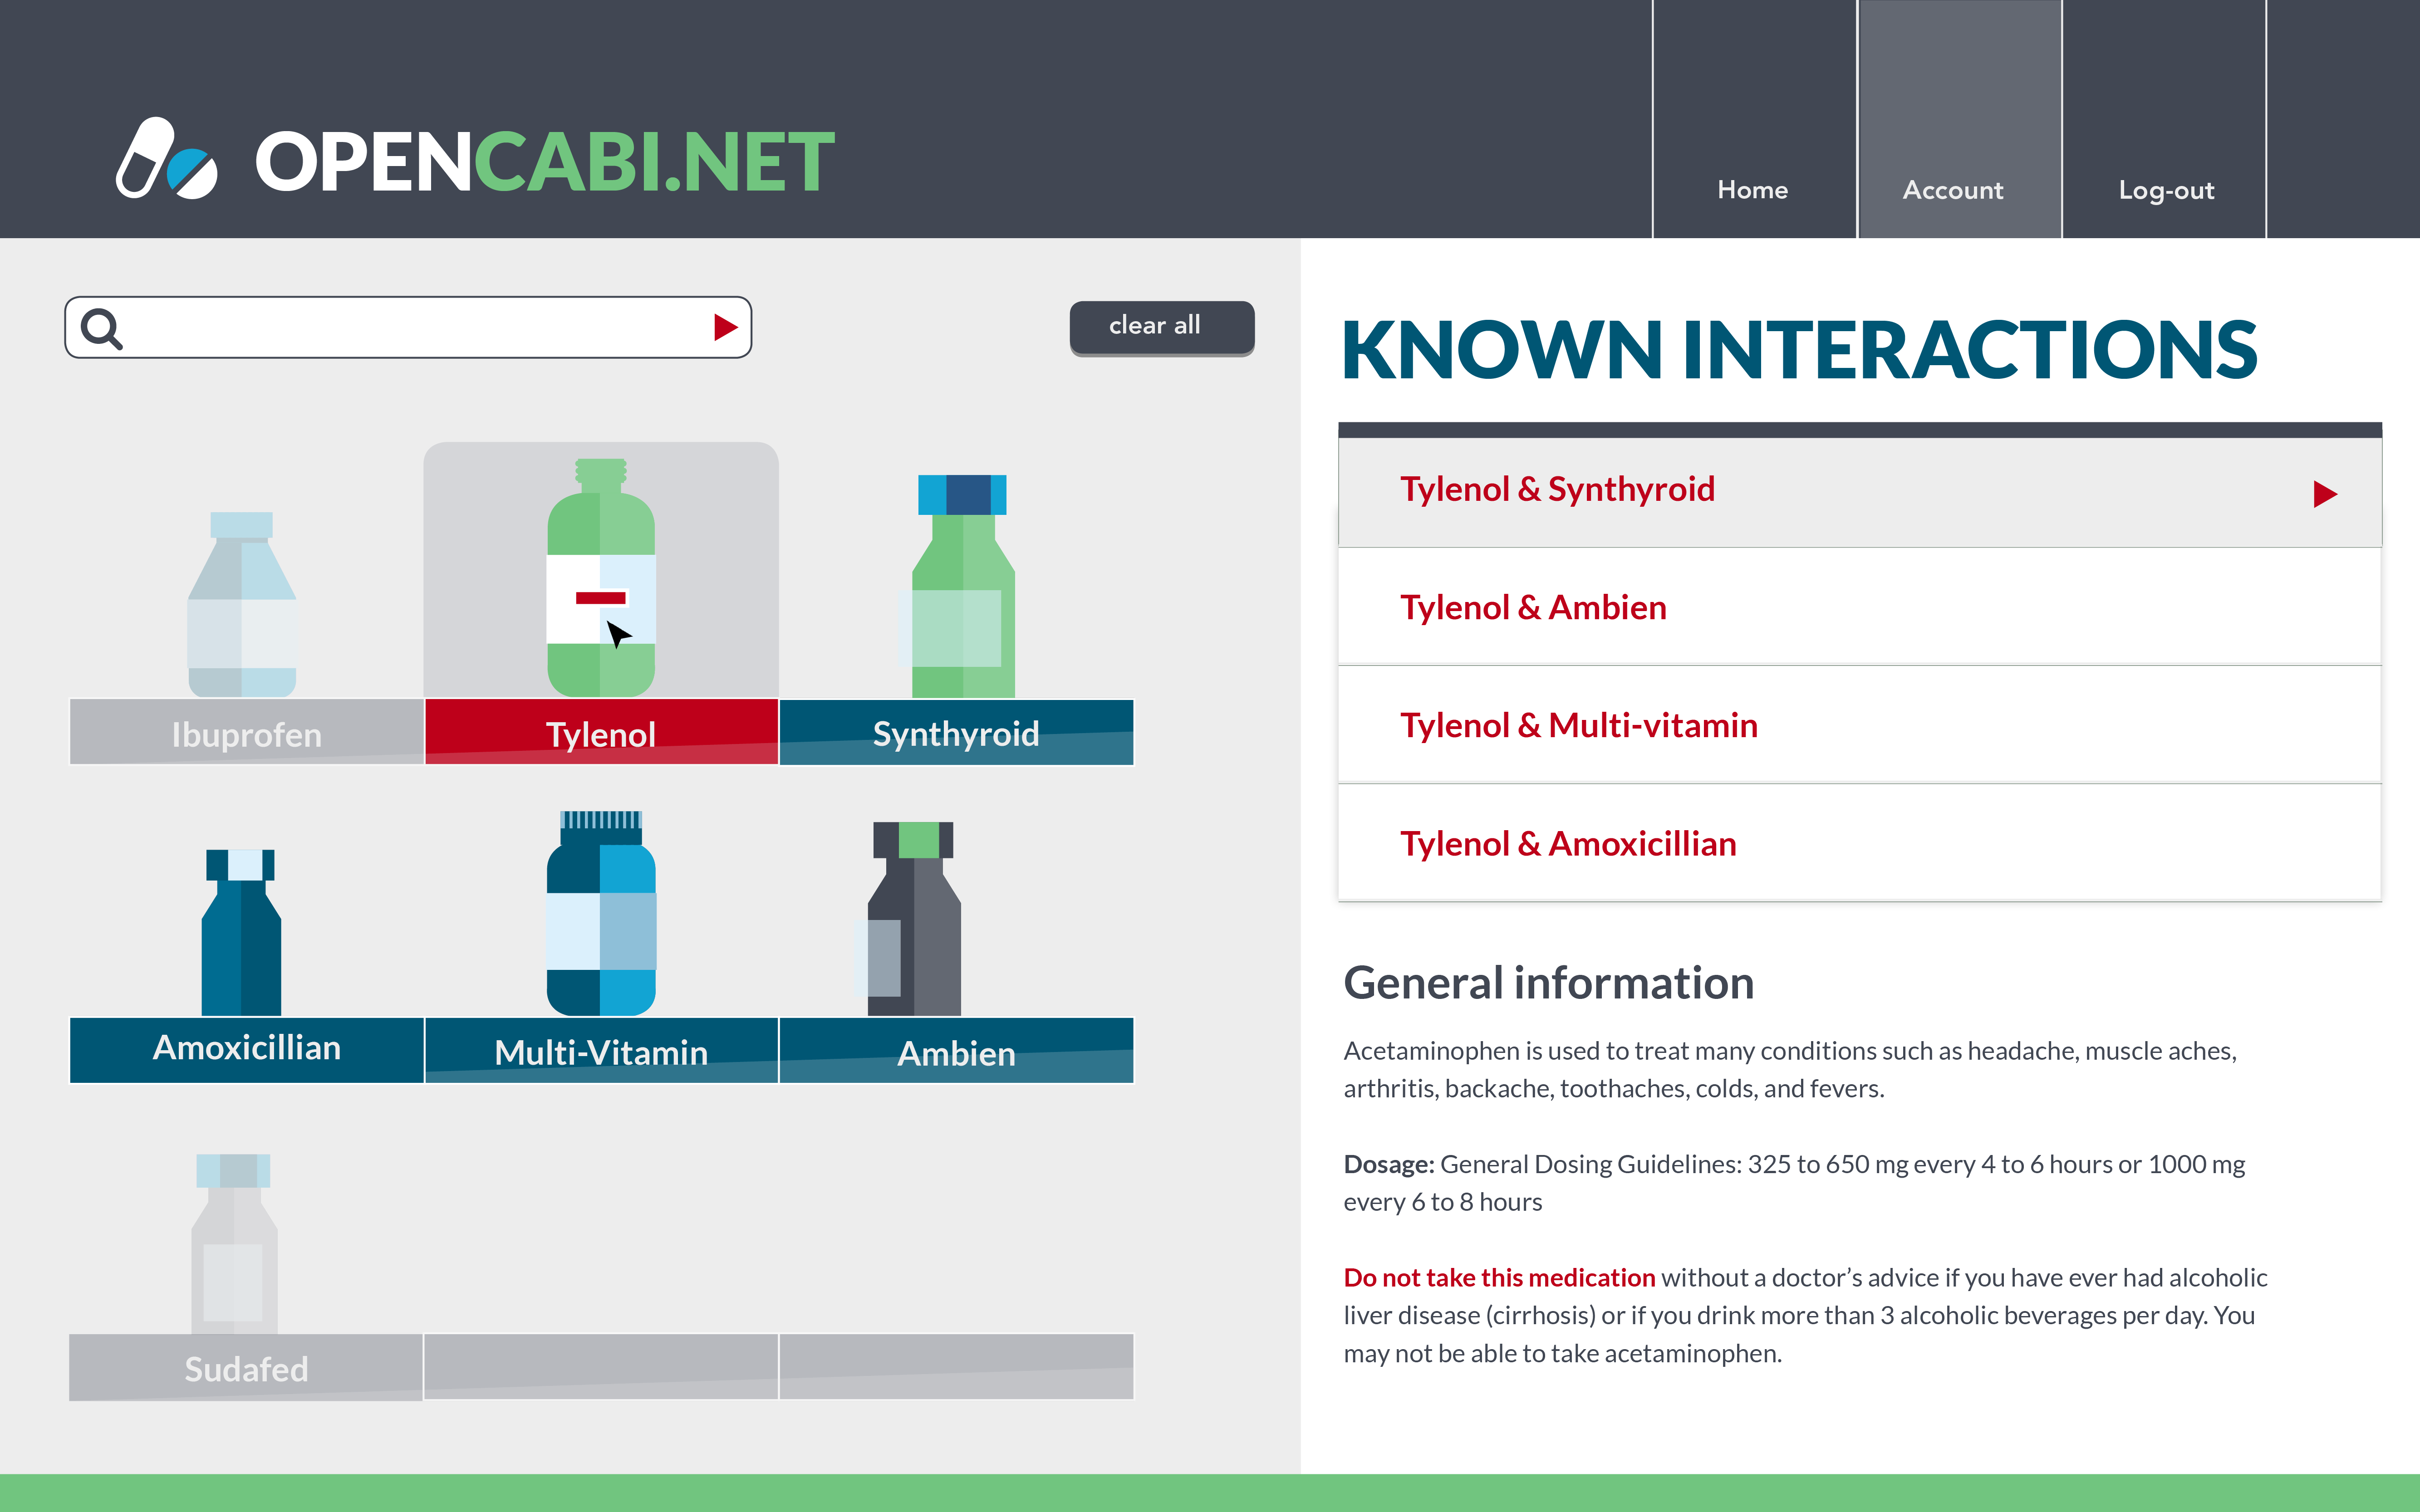 OPENCABI.NET
Home
Account
Log-out
clear all
Ibuprofen
Tylenol
Synthyroid
Amoxicillian
Multi-Vitamin
Ambien
Sudafed
KNOWN INTERACTIONS
Tylenol & Synthyroid
Tylenol & Ambien
Tylenol & Multi-vitamin
Tylenol & Amoxicillian
General information
Acetaminophen is used to treat many conditions such as headache, muscle aches,
arthritis, backache, toothaches, colds, and fevers.
Dosage: General Dosing Guidelines: 325 to 650 mg every 4 to 6 hours or 1000 mg
every 6 to 8 hours
Do not take this medication without a doctor’s advice if you have ever had alcoholic
liver disease (cirrhosis) or if you drink more than 3 alcoholic beverages per day. You
may not be able to take acetaminophen.